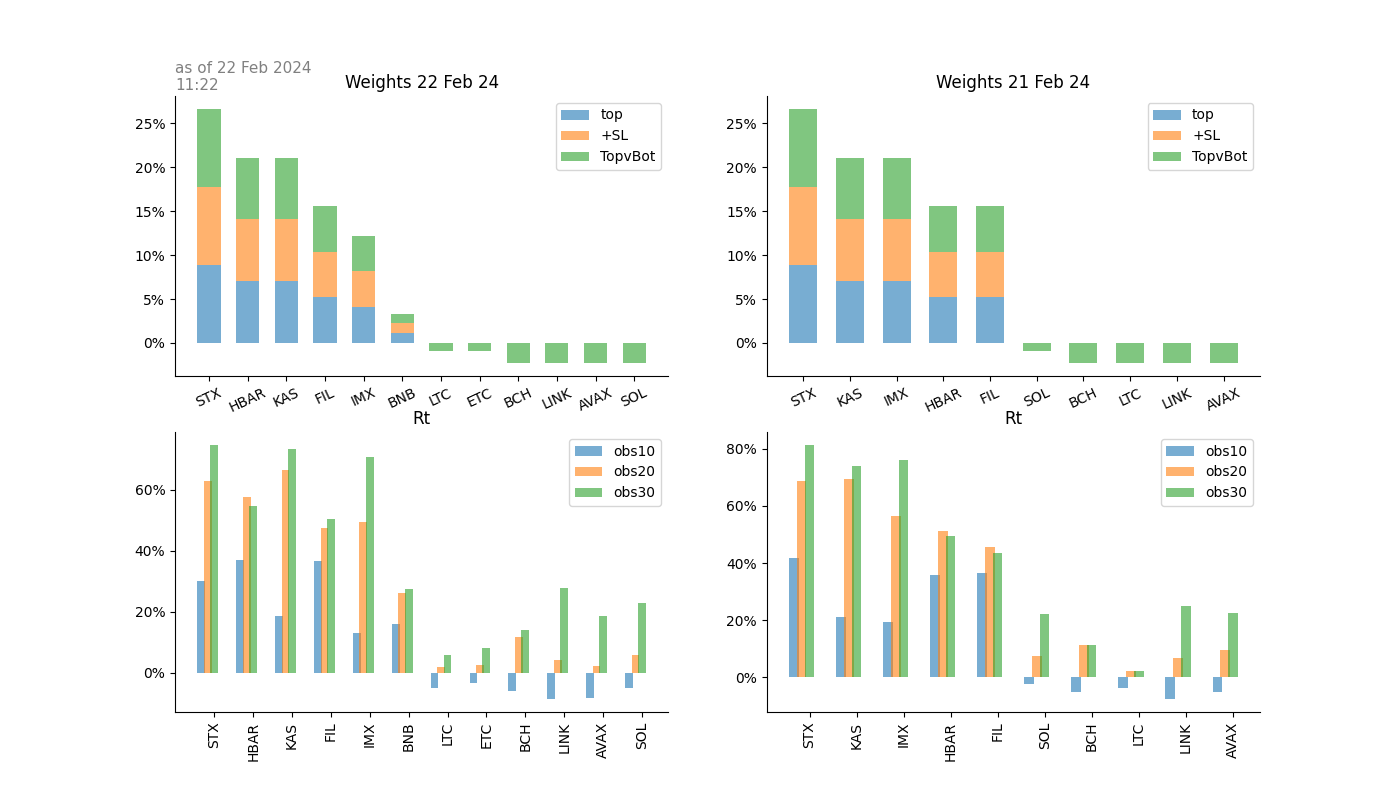 as of 22 Feb 2024
11:22
Weights 22 Feb 24
25%
20%
15%
10%
5%
0%
top
+SL
TopvBot
STX HBAR KAS FIL IMX BNB LTC ETC BCH LINK AVAX SOL
Weights 21 Feb 24
25%
20%
15%
10%
5%
0%
top
+SL
TopvBot
STX KAS IMX HBAR FIL SOL BCH LTC LINK AVAX
Rt
60%
40%
20%
0%
obs10
obs20
obs30
STX HBAR KAS FIL IMX BNB LTC ETC BCH LINK AVAX SOL
Rt
80%
60%
40%
20%
0%
obs10
obs20
obs30
STX KAS IMX HBAR FIL SOL BCH LTC LINK AVAX